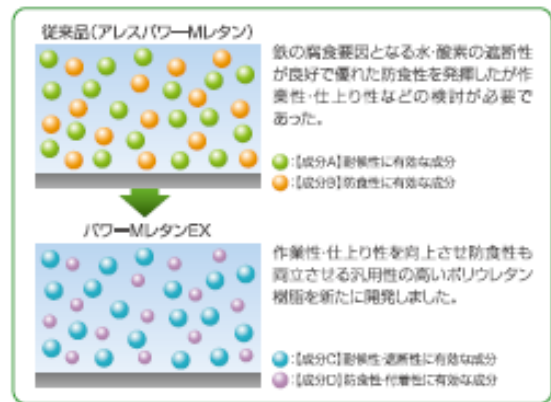 従来品(アレスパワーMレタン)
鉄の腐食要因となる水・酸素の遮断性
が良好で優れた防食性を発揮したが作
業性・仕上り性などの検討が必要で
あった。
:【成分A】耐候性に有効な成分
:【成分B】防食性に有効な成分
パワーMレタンEX
作業性・仕上り性を向上させ防食性も
両立させる汎用性の高いポリウレタン
樹脂を新たに開発しました。
:【成分C】耐候性・遮断性に有効な成分
:【成分D】防食性・付着性に有効な成分